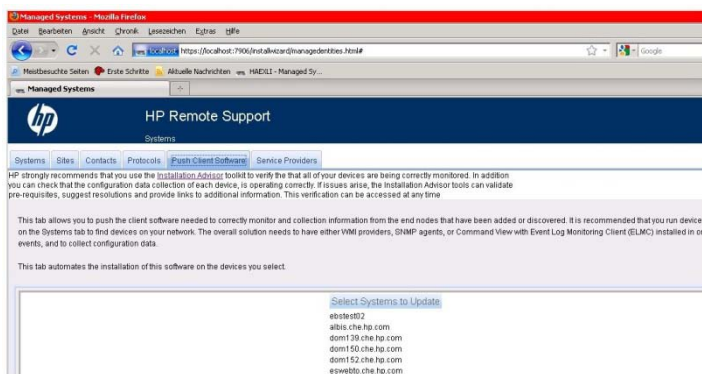 Managed Systems - Mozilla Firefox
Datei Bearbeiten Ansicht Chronik Lesezeichen Extras Hilfe
localhost https://localhost:7906/installwizard/managedentities.html# Google
Meistbesuchte Seiten Erste Schritte Aktuelle Nachrichten HAEXLI - Managed Sy...
Managed Systems
hp HP Remote Support
Systems
Systems Sites Contacts Protocols Push Client Software Service Providers
HP strongly recommends that you use the Installation Advisor toolkit to verify the that all of your devices are being correctly monitored. In addition
you can check that the configuration data collection of each device, is operating correctly. If issues arise, the Installation Advisor tools can validate
pre-requisites, suggest resolutions and provide links to additional information. This verification can be accessed at any time
This tab allows you to push the client software needed to correctly monitor and collection information from the end nodes that have been added or discovered. It is recommended that you run device
on the Systems tab to find devices on your network. The overall solution needs to have either WMI providers, SNMP agents, or Command View with Event Log Monitoring Client (ELMC) installed in o
events, and to collect configuration data.
This tab automates the installation of this software on the devices you select.
Select Systems to Update
ebstest02
albis.che.hp.com
dom139.che.hp.com
dom150.che.hp.com
dom152.che.hp.com
eswebto.che.hp.com